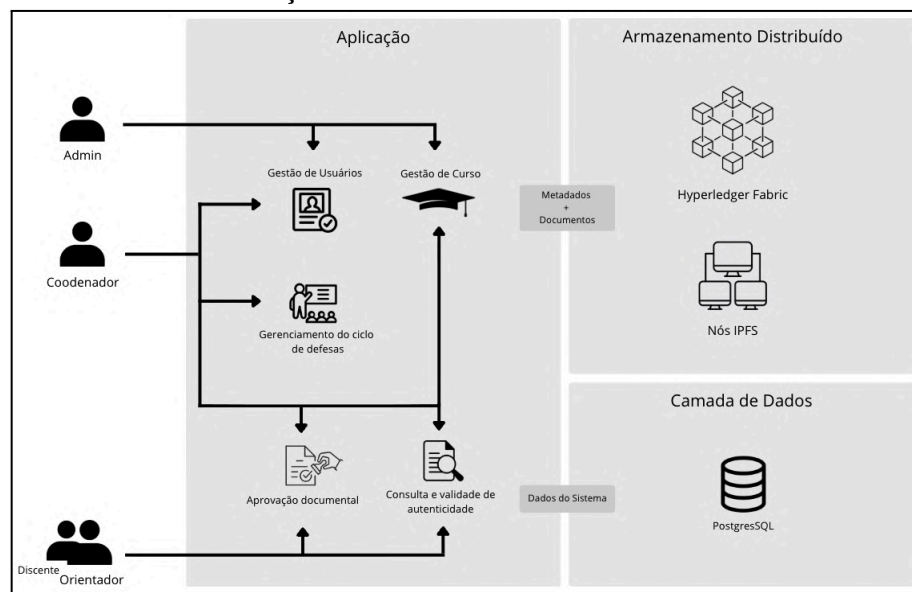 Aplicação
Armazenamento Distribuído
Admin
Gestão de Usuários
Gestão de Curso
Metadados
+
Documentos
Hyperledger Fabric
Coodenador
Gerenciamento do ciclo
de defesas
Nós IPFS
Camada de Dados
Aprovação documental
Consulta e validade de
autenticidade
Dados do Sistema
PostgresSQL
Discente
Orientador